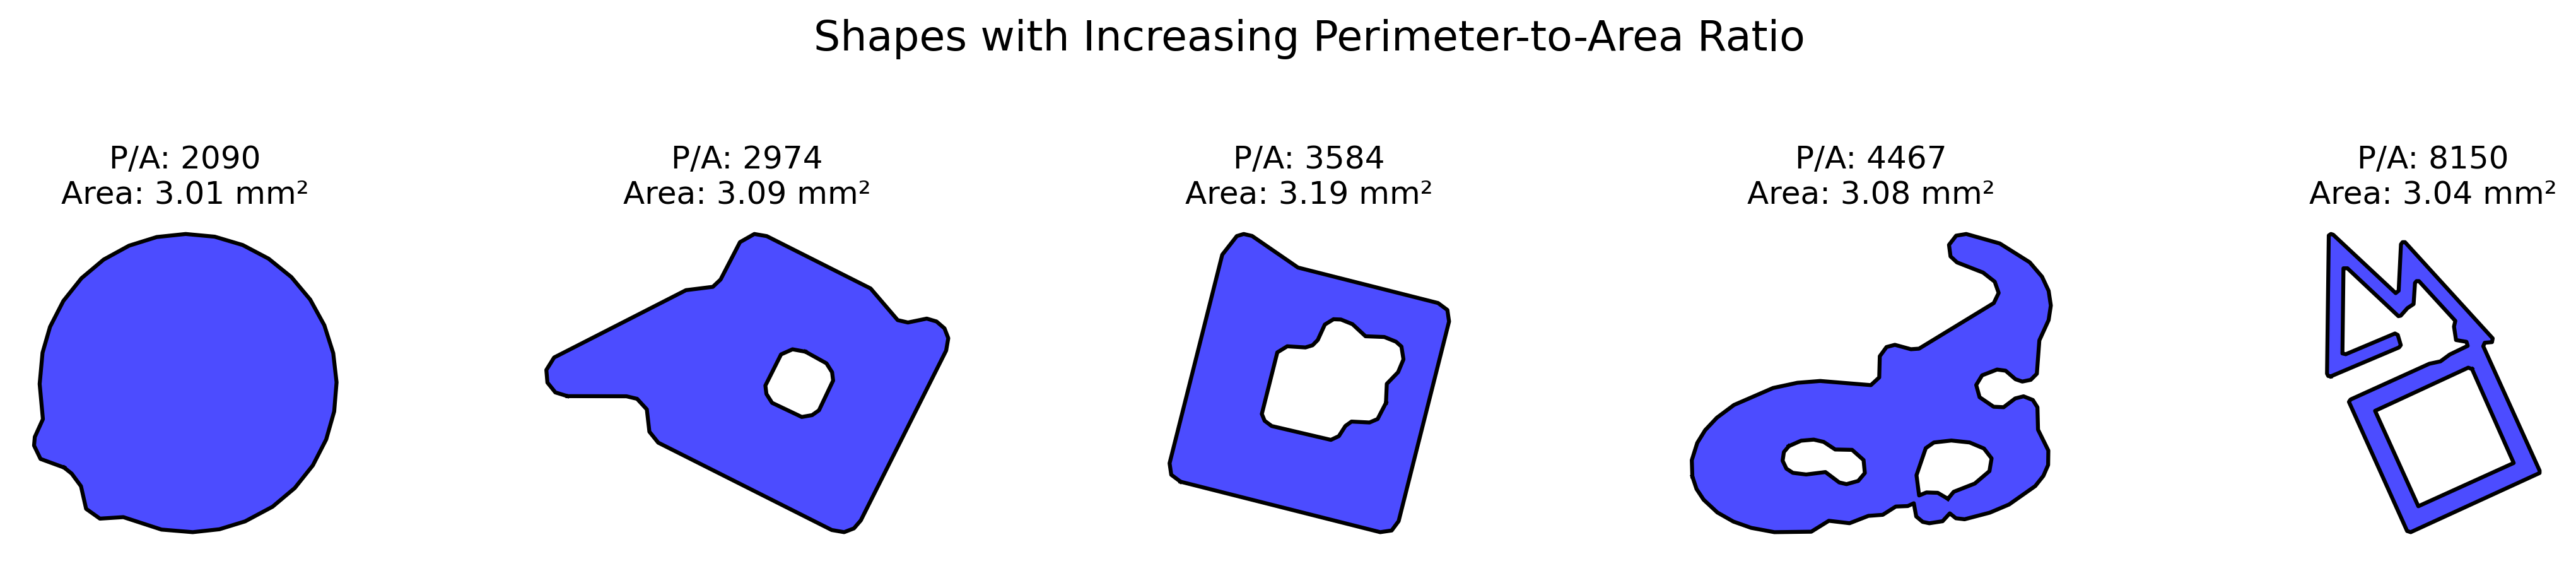 Shapes with Increasing Perimeter-to-Area Ratio
P/A: 2090
Area: 3.01 mm²
P/A: 2974
Area: 3.09 mm²
P/A: 3584
Area: 3.19 mm²
P/A: 4467
Area: 3.08 mm²
P/A: 8150
Area: 3.04 mm²